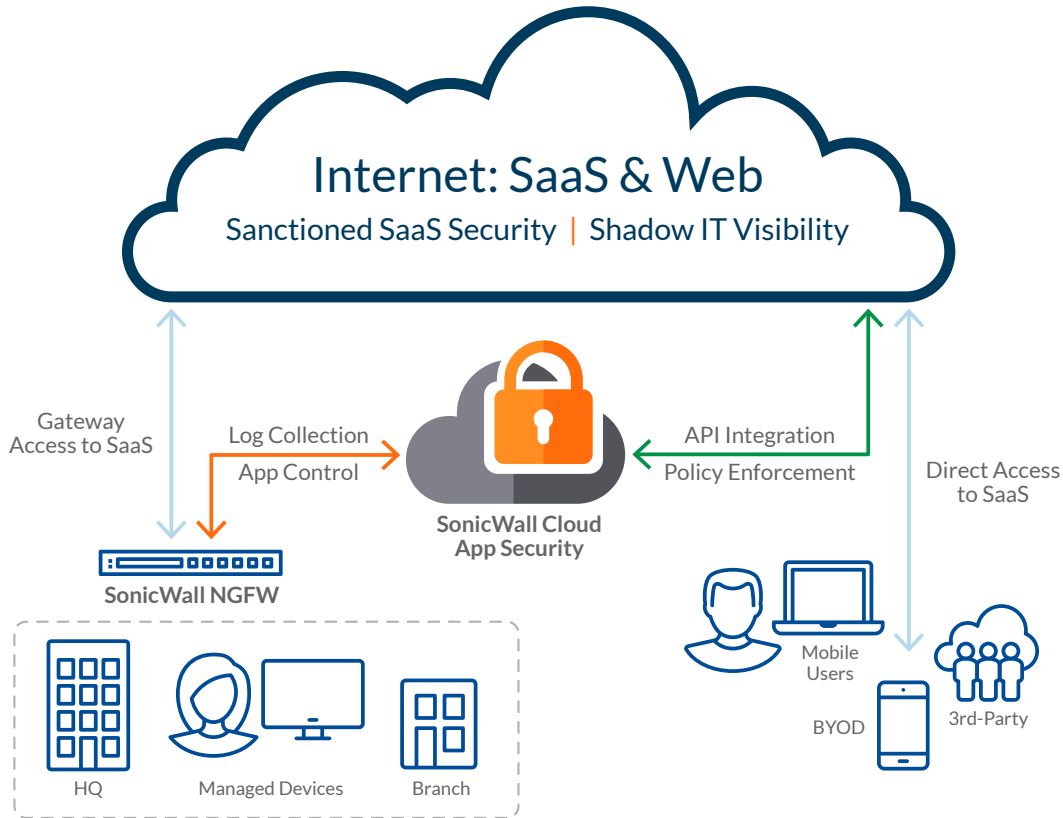 Internet: SaaS & Web
Sanctioned SaaS Security | Shadow IT Visibility
Gateway
Access to SaaS
Log Collection
App Control
API Integration
Policy Enforcement
Direct Access
to SaaS
SonicWall Cloud
App Security
SonicWall NGFW
HQ
Managed Devices
Branch
Mobile
Users
BYOD
3rd-Party